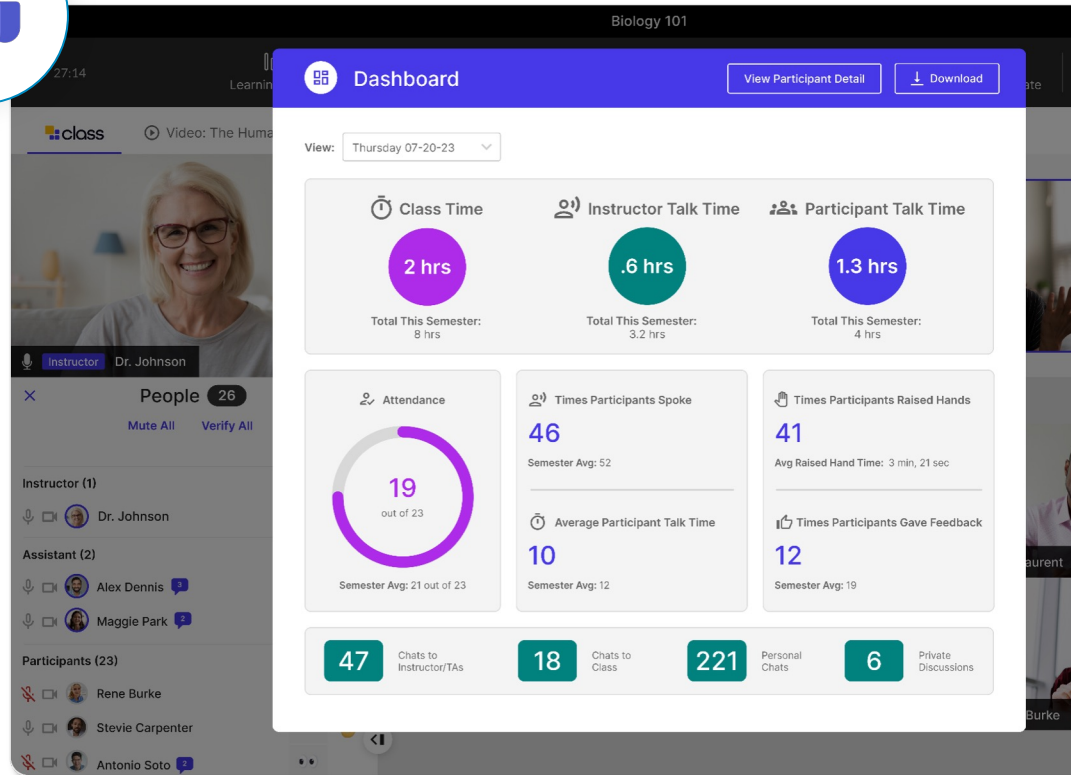 Biology 101
27:14
class
Video: The Huma
Dashboard
View Participant Detail
Download
View:
Thursday 07-20-23
Class Time
Instructor Talk Time
Participant Talk Time
2 hrs
.6 hrs
1.3 hrs
Total This Semester:
8 hrs
Total This Semester:
3.2 hrs
Total This Semester:
4 hrs
Instructor
Dr. Johnson
People 26
Mute All
Verify All
Instructor (1)
Dr. Johnson
Assistant (2)
Alex Dennis 3
Maggie Park 2
Participants (23)
Rene Burke
Stevie Carpenter
Antonio Soto 2
Attendance
19
out of 23
Semester Avg: 21 out of 23
Times Participants Spoke
46
Semester Avg: 52
Average Participant Talk Time
10
Semester Avg: 12
Times Participants Raised Hands
41
Avg Raised Hand Time: 3 min, 21 sec
Times Participants Gave Feedback
12
Semester Avg: 19
47
Chats to
Instructor/TAs
18
Chats to
Class
221
Personal
Chats
6
Private
Discussions
Burke